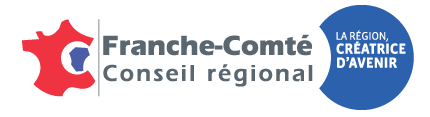 Franche-Comté
Conseil régional
LA RÉGION,
CRÉATRICE
D'AVENIR